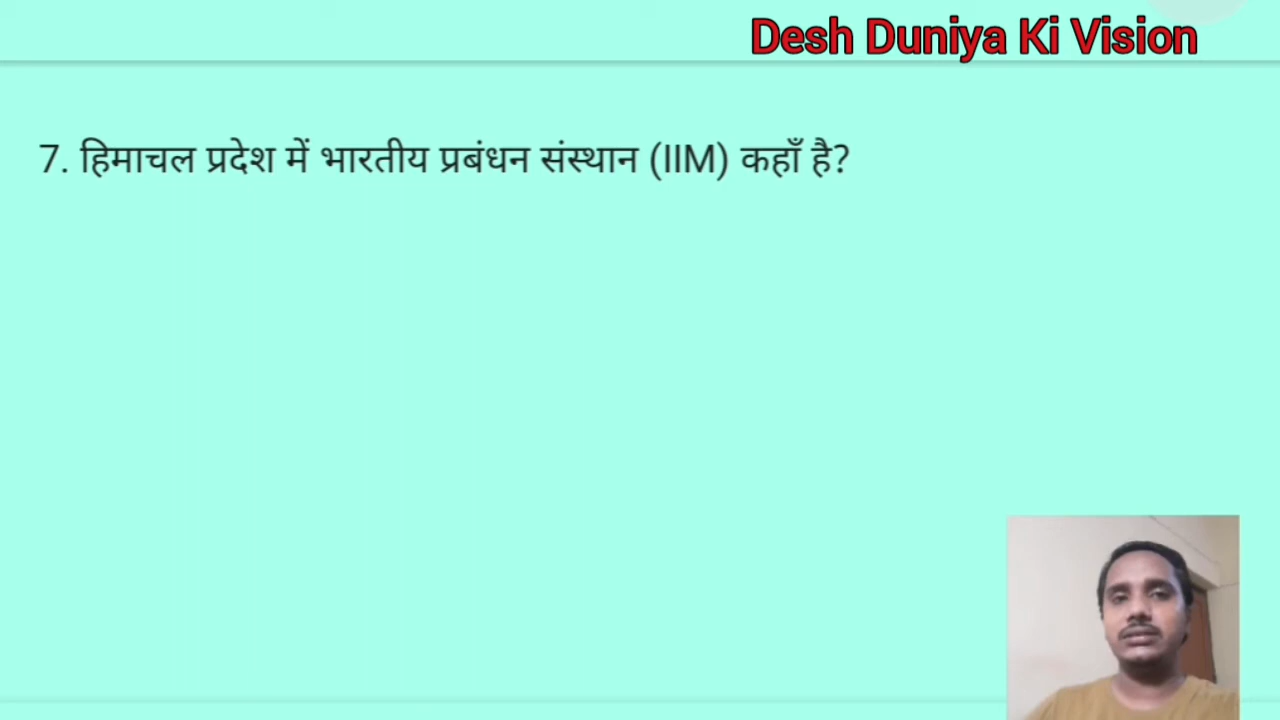 Desh Duniya Ki Vision
7. हिमाचल प्रदेश में भारतीय प्रबंधन संस्थान (IIM) कहाँ है?